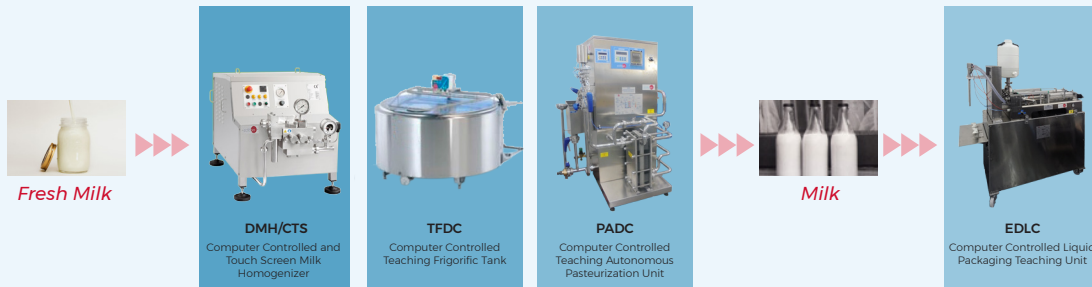 Fresh Milk
DMH/CTS
Computer Controlled and
Touch Screen Milk
Homogenizer
TFDC
Computer Controlled
Teaching Frigorific Tank
PADC
Computer Controlled
Teaching Autonomous
Pasteurization Unit
Milk
EDLC
Computer Controlled Liquid
Packaging Teaching Unit